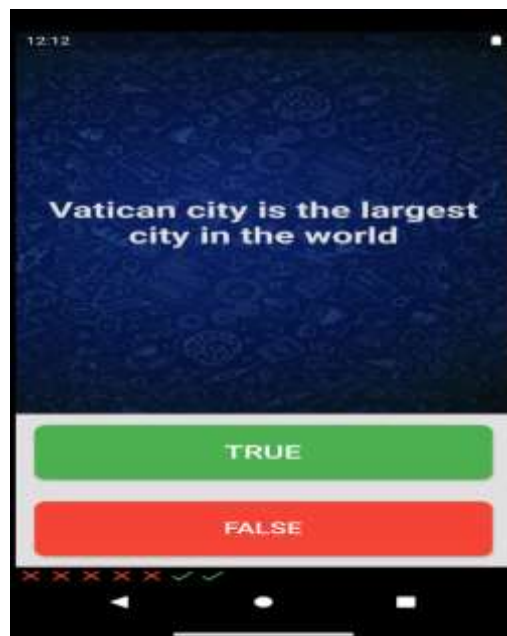 12:12
Vatican city is the largest
city in the world
TRUE
FALSE